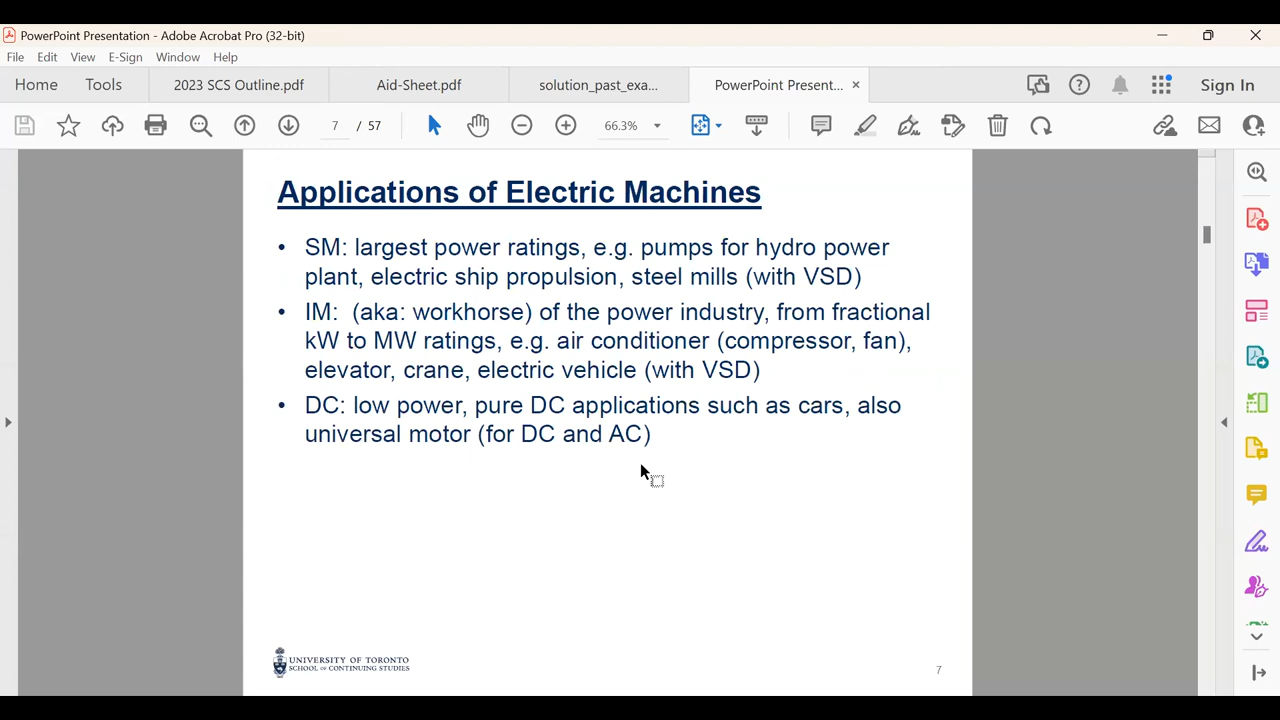 PowerPoint Presentation - Adobe Acrobat Pro (32-bit)
File Edit View E-Sign Window Help
Home Tools 2023 SCS Outline.pdf Aid-Sheet.pdf solution_past_exa... PowerPoint Present... × Sign In
7 / 57 66.3%
Applications of Electric Machines
• SM: largest power ratings, e.g. pumps for hydro power
plant, electric ship propulsion, steel mills (with VSD)
• IM: (aka: workhorse) of the power industry, from fractional
kW to MW ratings, e.g. air conditioner (compressor, fan),
elevator, crane, electric vehicle (with VSD)
• DC: low power, pure DC applications such as cars, also
universal motor (for DC and AC)
UNIVERSITY OF TORONTO
SCHOOL OF CONTINUING STUDIES
7